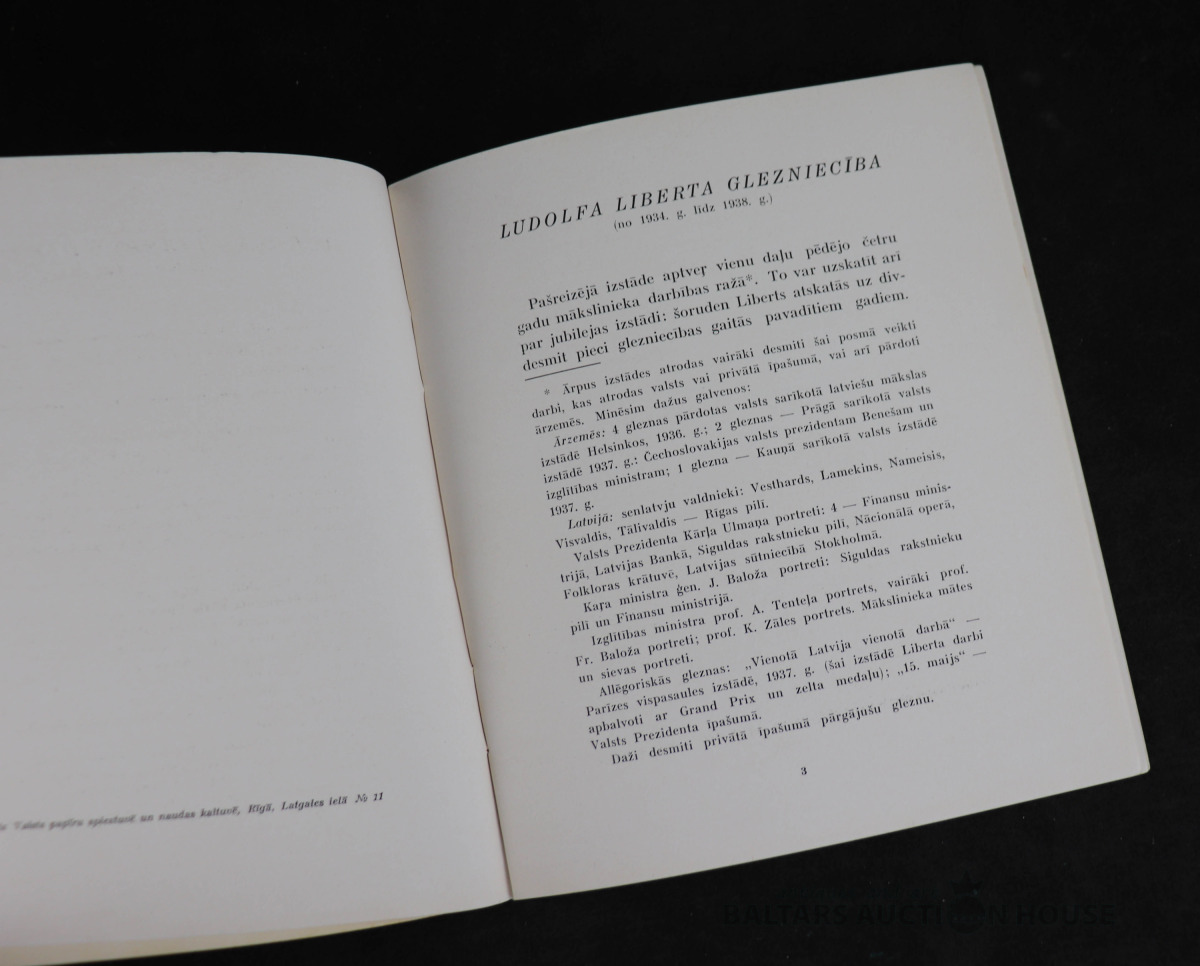 Valsts papīru spiestuvē un naudas kaltuvē, Rīgā, Latgales ielā № 11
LUDOLFA LIBERTA GLEZNIECĪBA
(no 1934. g. līdz 1938. g.)
Pašreizējā izstāde aptveŗ vienu daļu pēdējo četru
gadu mākslinieka darbības ražā*. To var uzskatīt arī
par jubilejas izstādi: šoruden Liberts atskatās uz div-
desmit pieci glezniecības gaitās pavadītiem gadiem.
* Ārpus izstādes atrodas vairāki desmiti šai posmā veikti
darbi, kas atrodas valsts vai privātā īpašumā, vai arī pārdoti
ārzemēs. Minēsim dažus galvenos:
Ārzemēs: 4 gleznas pārdotas valsts sarīkotā latviešu mākslas
izstādē Helsinkos, 1936. g.; 2 gleznas — Prāgā sarīkotā valsts
izstādē 1937. g.: Čechoslovakijas valsts prezidentam Benešam un
izglītības ministram; 1 glezna — Kauņā sarīkotā valsts izstādē
1937. g.
Latvijā: senlatvju valdnieki: Vesthards, Lamekins, Nameisis,
Visvaldis, Tālivaldis — Rīgas pilī.
Valsts Prezidenta Kārļa Ulmaņa portreti: 4 — Finansu minis-
trijā, Latvijas Bankā, Siguldas rakstnieku pilī, Nācionālā operā,
Folkloras krātuvē, Latvijas sūtniecībā Stokholmā.
Kaŗa ministra ģen. J. Baloža portreti: Siguldas rakstnieku
pilī un Finansu ministrijā.
Izglītības ministra prof. A. Tenteļa portrets, vairāki prof.
Fr. Baloža portreti; prof. K. Zāles portrets. Mākslinieka mātes
un sievas portreti.
Allēgoriskās gleznas: „Vienotā Latvija vienotā darbā“ —
Parīzes vispasaules izstādē, 1937. g. (šai izstādē Liberta darbi
apbalvoti ar Grand Prix un zelta medaļu); „15. maijs“ —
Valsts Prezidenta īpašumā.
Daži desmiti privātā īpašumā pārgājušu gleznu.
3
BALTARS AUCTION HOUSE